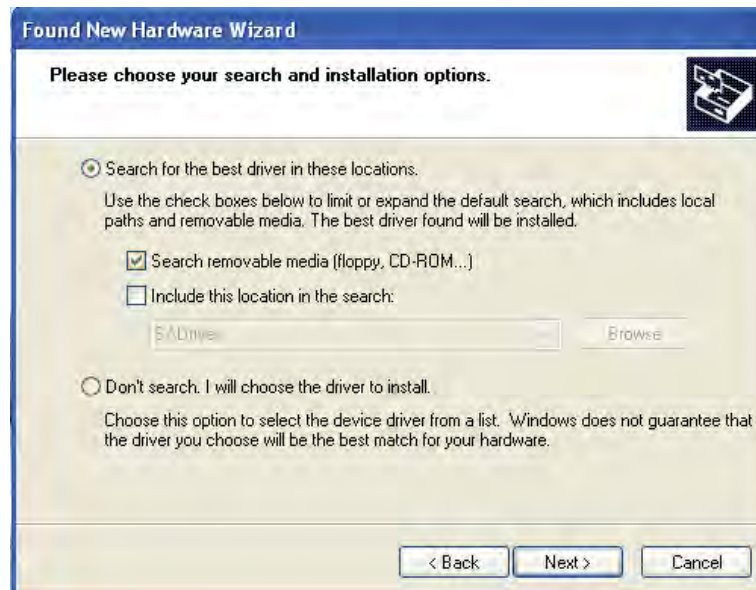 Found New Hardware Wizard
Please choose your search and installation options.
Search for the best driver in these locations.
Use the check boxes below to limit or expand the default search, which includes local
paths and removable media. The best driver found will be installed.
Search removable media (floppy, CD-ROM...)
Include this location in the search:
Browse
Don't search. I will choose the driver to install.
Choose this option to select the device driver from a list. Windows does not guarantee that
the driver you choose will be the best match for your hardware.
< Back Next > Cancel